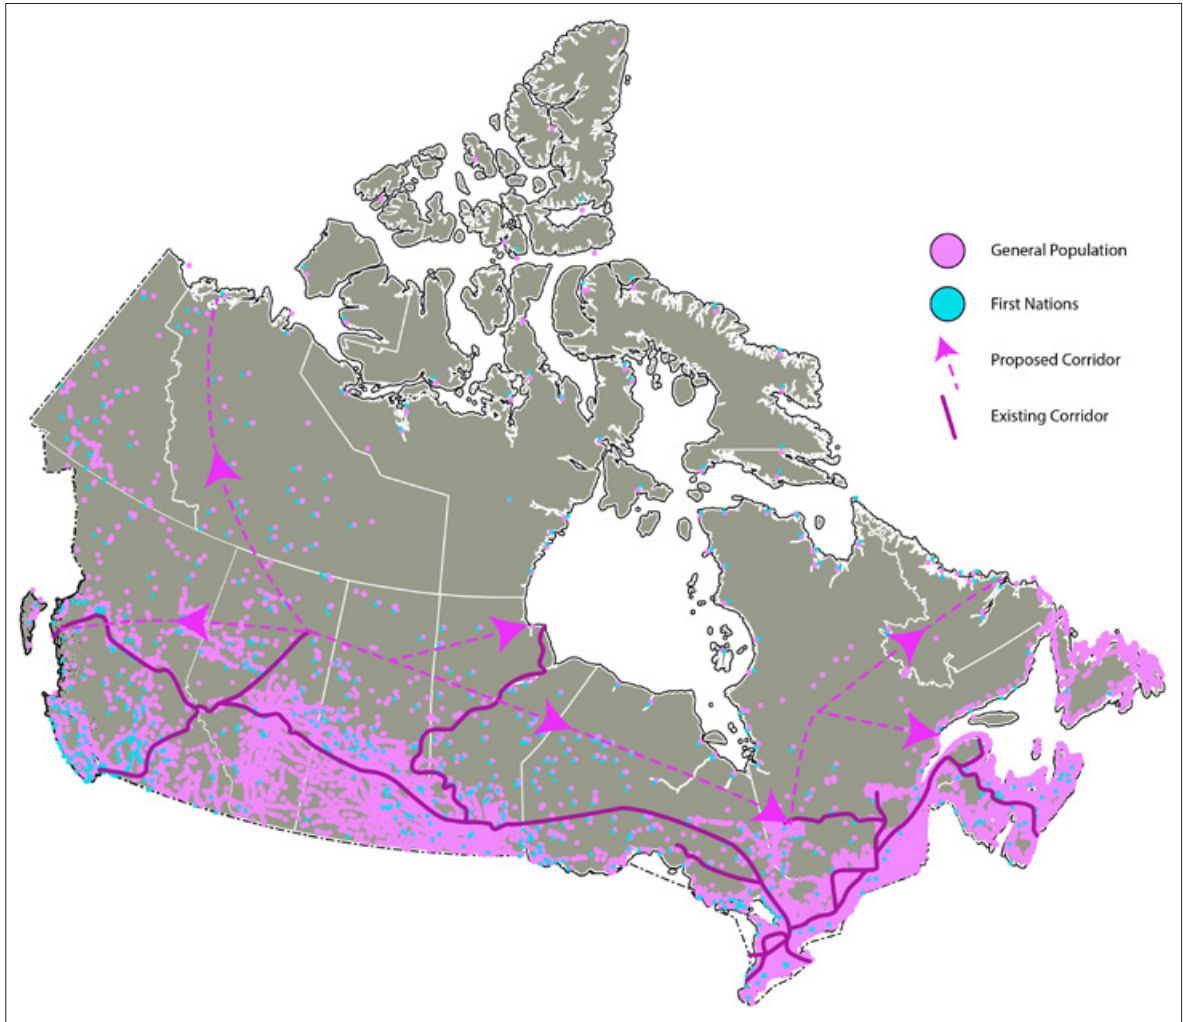 General Population
First Nations
Proposed Corridor
Existing Corridor